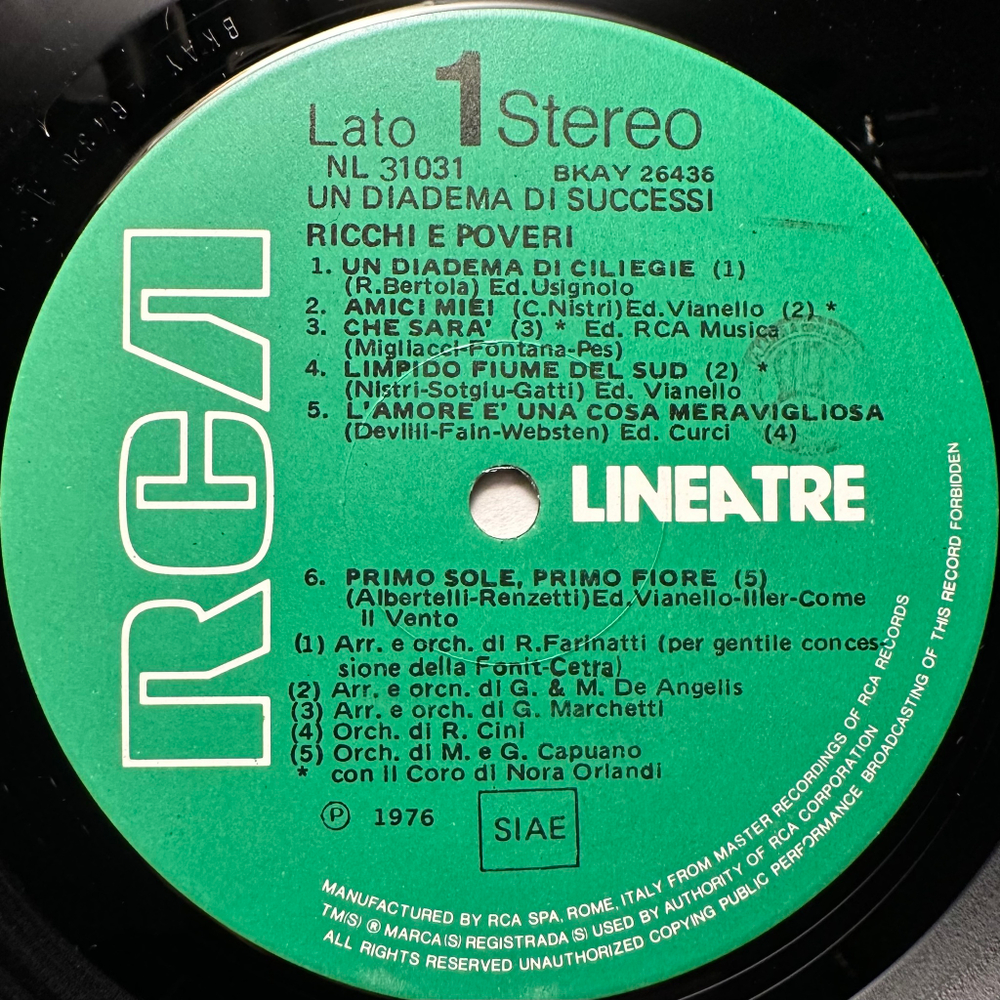 Lato 1 Stereo
NL 31031 BKAY 26436
UN DIADEMA DI SUCCESSI
RICCHI E POVERI
1. UN DIADEMA DI CILIEGIE (1)
(R.Bertola) Ed.Usignolo
2. AMICI MIEI (C.Nistri)Ed.Vianello (2) *
3. CHE SARA' (3) * Ed. RCA Musica
(Migliacci-Fontana-Pes)
4. LIMPIDO FIUME DEL SUD (2) *
(Nistri-Sotgiu-Gatti) Ed. Vianello
5. L'AMORE E' UNA COSA MERAVIGLIOSA
(Devilli-Fain-Websten) Ed. Curci (4)
RCA
LINEATRE
6. PRIMO SOLE, PRIMO FIORE (5)
(Albertelli-Renzetti)Ed.Vianello-Iller-Come
il Vento
(1) Arr. e orch. di R.Farinatti (per gentile conces-
sione della Fonit-Cetra)
(2) Arr. e orcn. di G. & M. De Angelis
(3) Arr. e orch. di G. Marchetti
(4) Orch. di R. Cini
(5) Orch. di M. e G. Capuano
* con il Coro di Nora Orlandi
Ⓟ 1976 SIAE
MANUFACTURED BY RCA SPA, ROME, ITALY FROM MASTER RECORDINGS OF RCA RECORDS
TM(S) ® MARCA(S) REGISTRADA(S) USED BY AUTHORITY OF RCA CORPORATION
ALL RIGHTS RESERVED UNAUTHORIZED COPYING PUBLIC PERFORMANCE BROADCASTING OF THIS RECORD FORBIDDEN